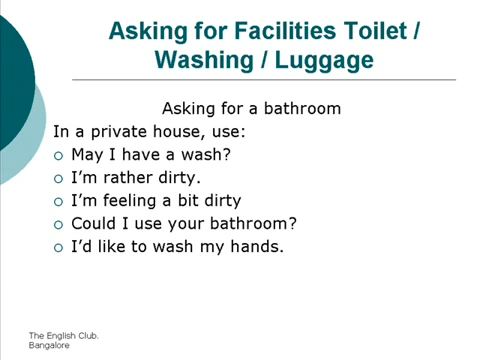 Asking for Facilities Toilet /
Washing / Luggage
Asking for a bathroom
In a private house, use:
May I have a wash?
I'm rather dirty.
I'm feeling a bit dirty
Could I use your bathroom?
I'd like to wash my hands.
The English Club.
Bangalore